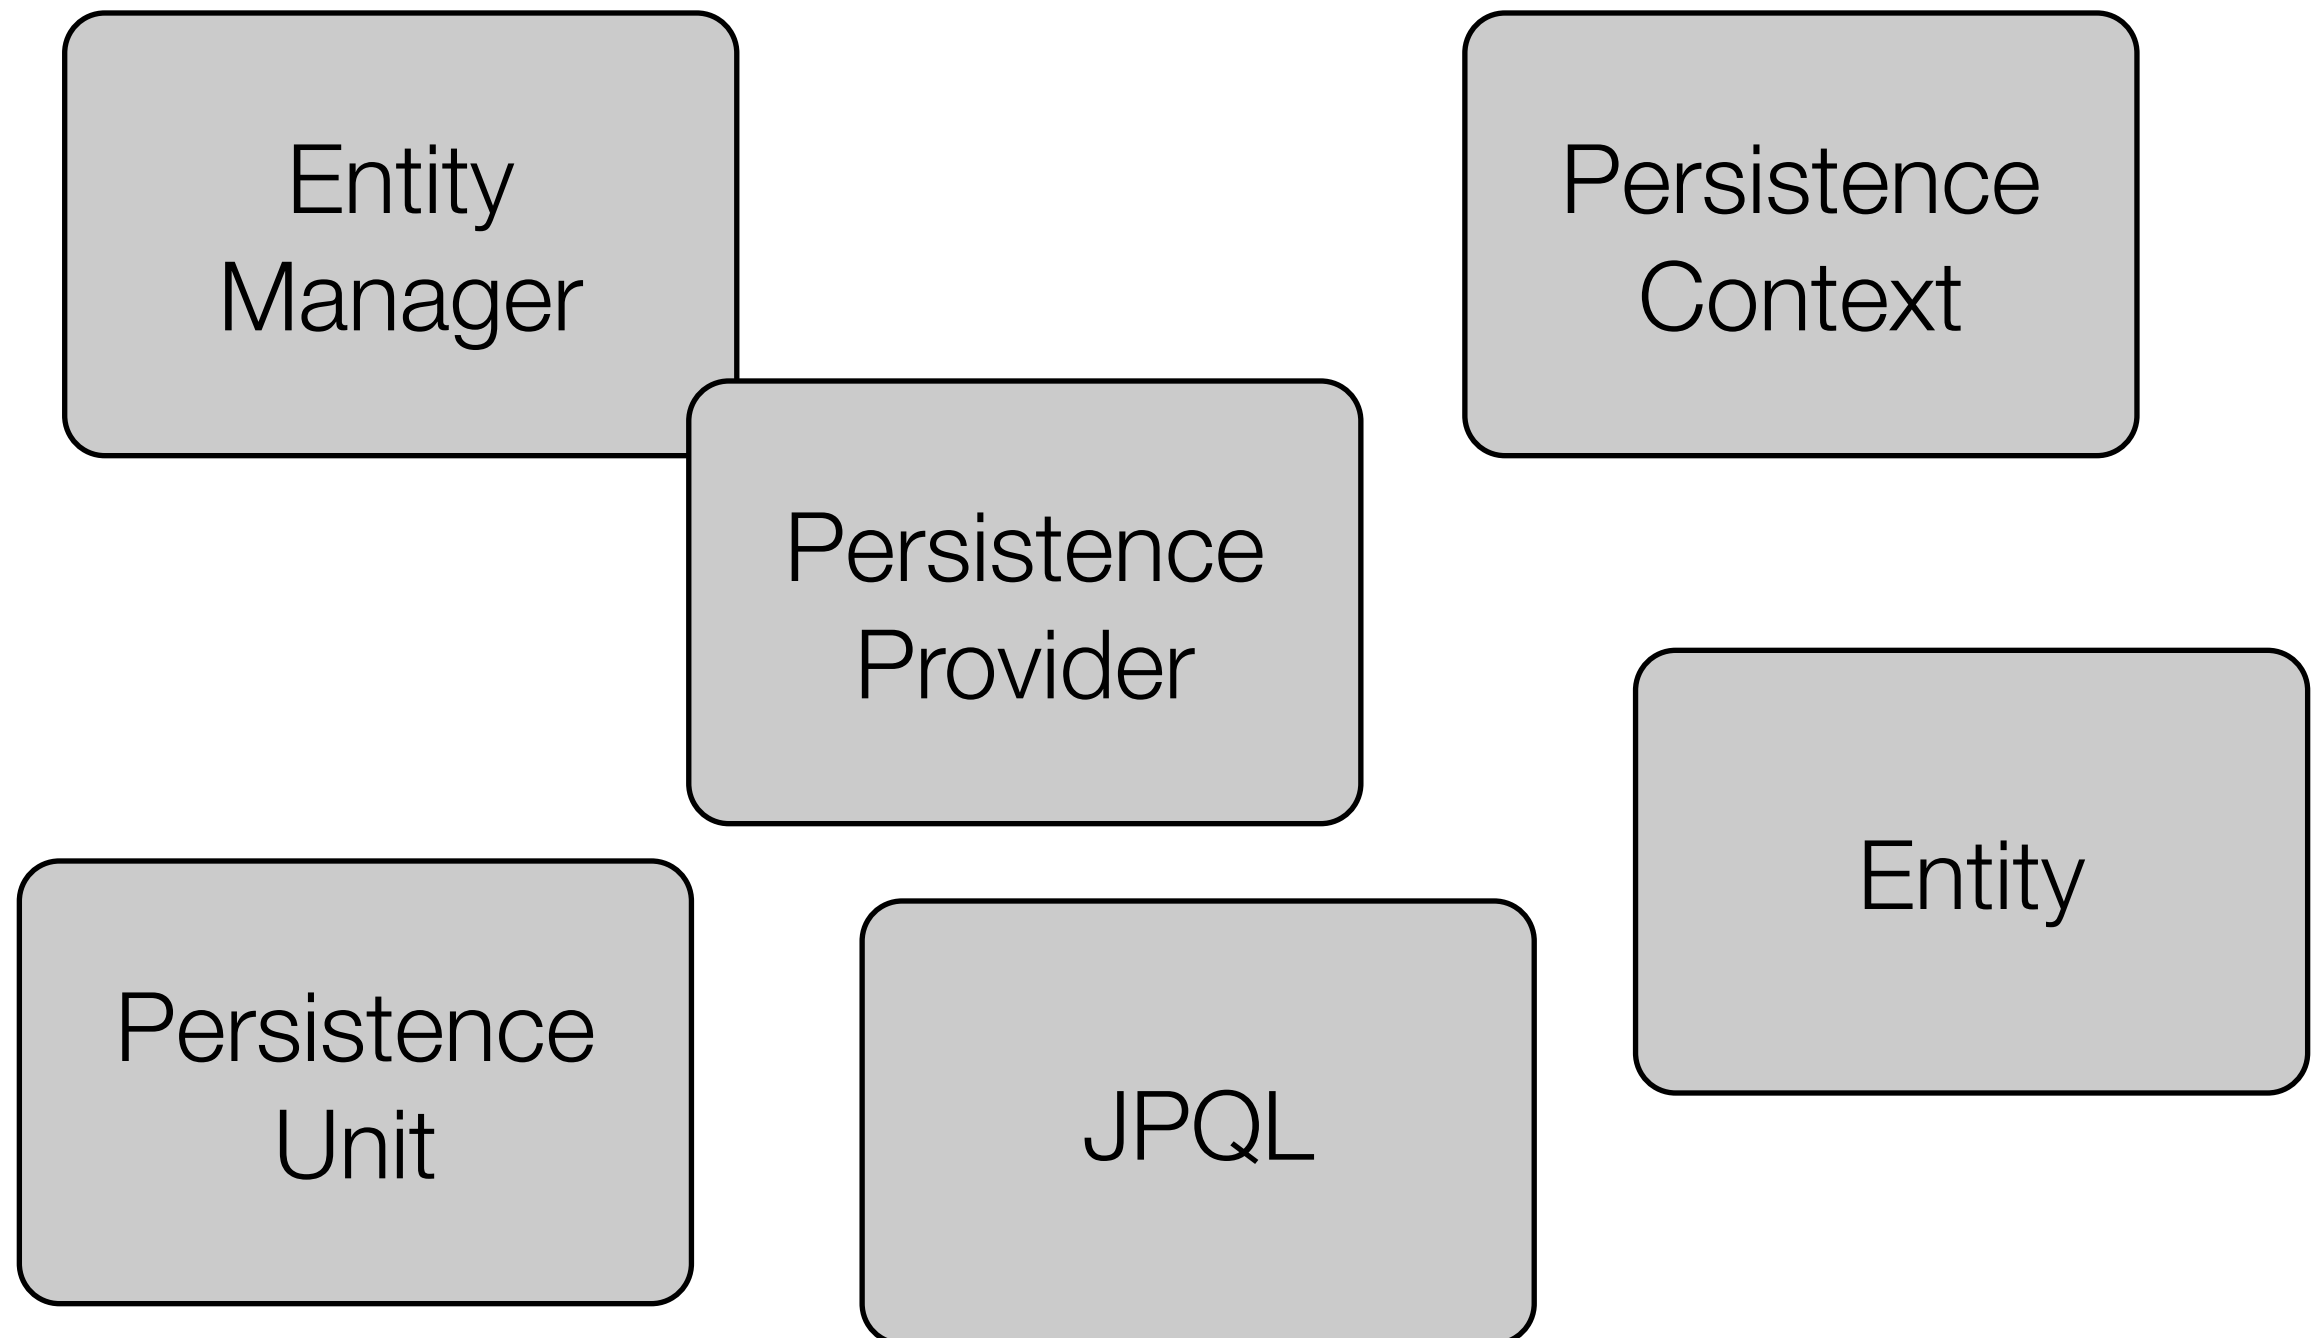 Entity
Manager
Persistence
Context
Persistence
Provider
Entity
Persistence
Unit
JPQL